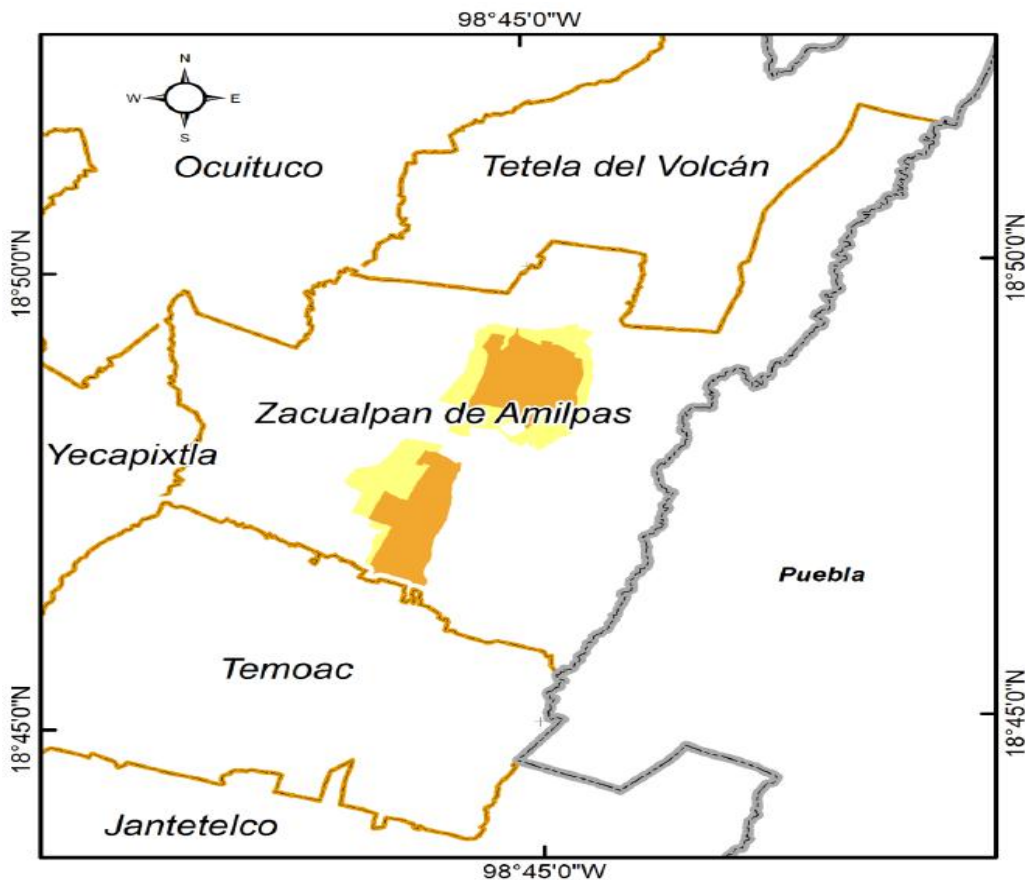 98°45'0"W
N
W E
S
Ocuituco
Tetela del Volcán
18°50'0"N
18°50'0"N
Zacualpan de Amilpas
Yecapixtla
Puebla
Temoac
18°45'0"N
18°45'0"N
Jantetelco
98°45'0"W